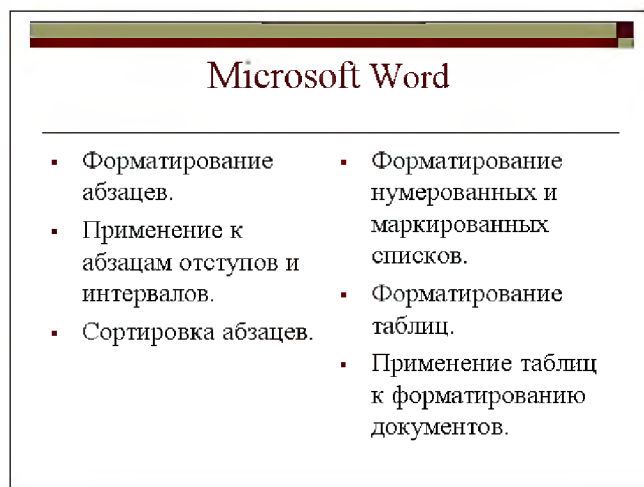 Microsoft Word
Форматирование
абзацев.
Применение к
абзацам отступов и
интервалов.
Сортировка абзацев.
Форматирование
нумерованных и
маркированных
списков.
Форматирование
таблиц.
Применение таблиц
к форматированию
документов.